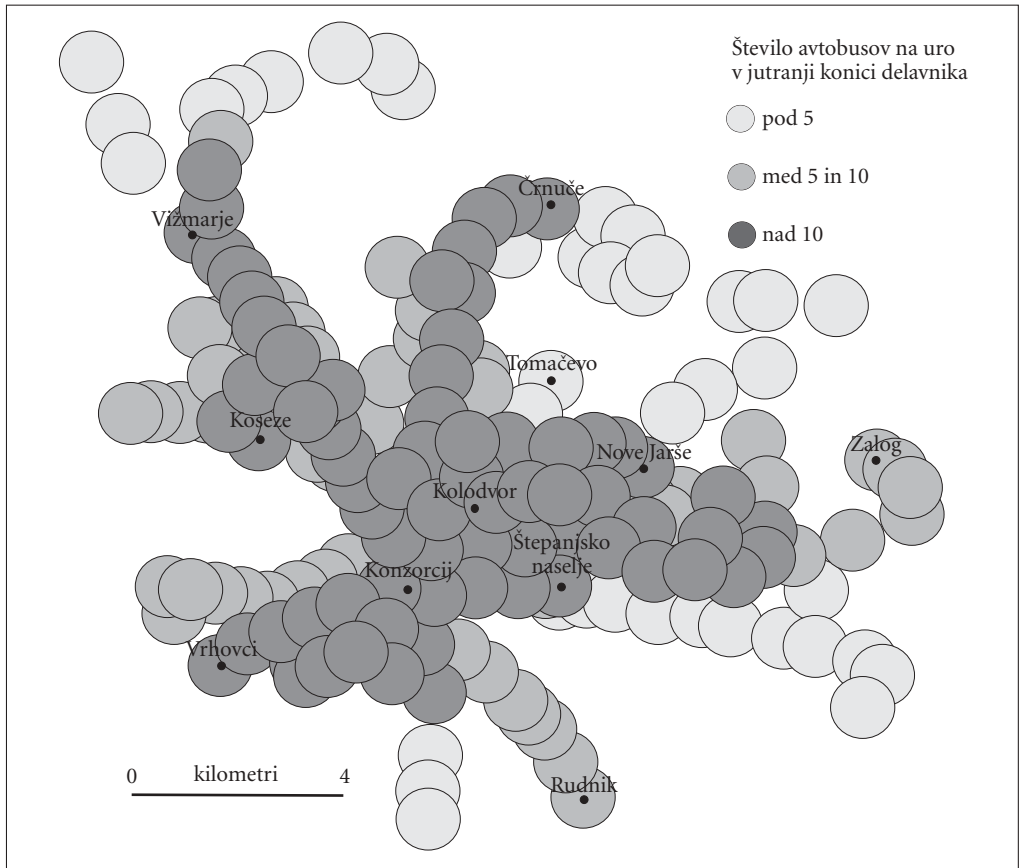 Število avtobusov na uro
v jutranji konici delavnika
pod 5
med 5 in 10
nad 10
Črnuče
Vižmarje
Tomačevo
Koseze
Nove Jarše
Zalog
Kolodvor
Štepanjsko
naselje
Konzorcij
Vrhovci
Rudnik
0 kilometri 4